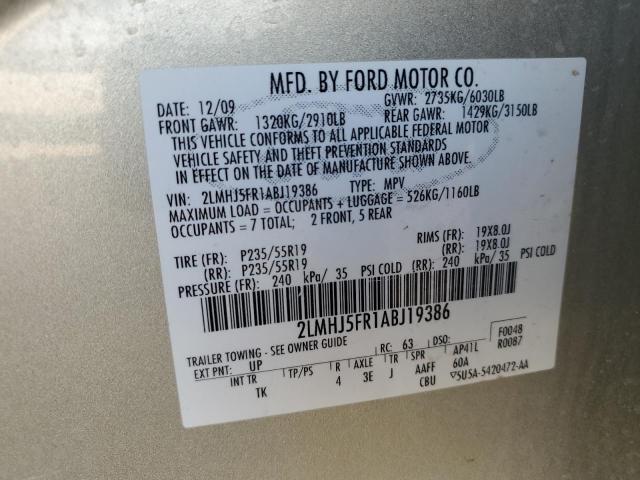 MFD. BY FORD MOTOR CO.
DATE: 12/09 GVWR: 2735KG/6030LB
FRONT GAWR: 1320KG/2910LB REAR GAWR: 1429KG/3150LB
THIS VEHICLE CONFORMS TO ALL APPLICABLE FEDERAL MOTOR
VEHICLE SAFETY AND THEFT PREVENTION STANDARDS
IN EFFECT ON THE DATE OF MANUFACTURE SHOWN ABOVE.
VIN: 2LMHJ5FR1ABJ19386 TYPE: MPV
MAXIMUM LOAD = OCCUPANTS + LUGGAGE = 526KG/1160LB
OCCUPANTS = 7 TOTAL: 2 FRONT, 5 REAR
TIRE (FR): P235/55R19 RIMS (FR): 19X8.0J
(RR): P235/55R19 (RR): 19X8.0J
PRESSURE (FR): 240 kPa/ 35 PSI COLD (RR): 240 kPa/ 35 PSI COLD
2LMHJ5FR1ABJ19386
TRAILER TOWING - SEE OWNER GUIDE
F0048
EXT PNT: UP RC: 63 DSO: R0087
INT TR TP/PS R AXLE TR SPR AP41L
TK 4 3E J AAFF 60A
CBU 5U5A-5420472-AA